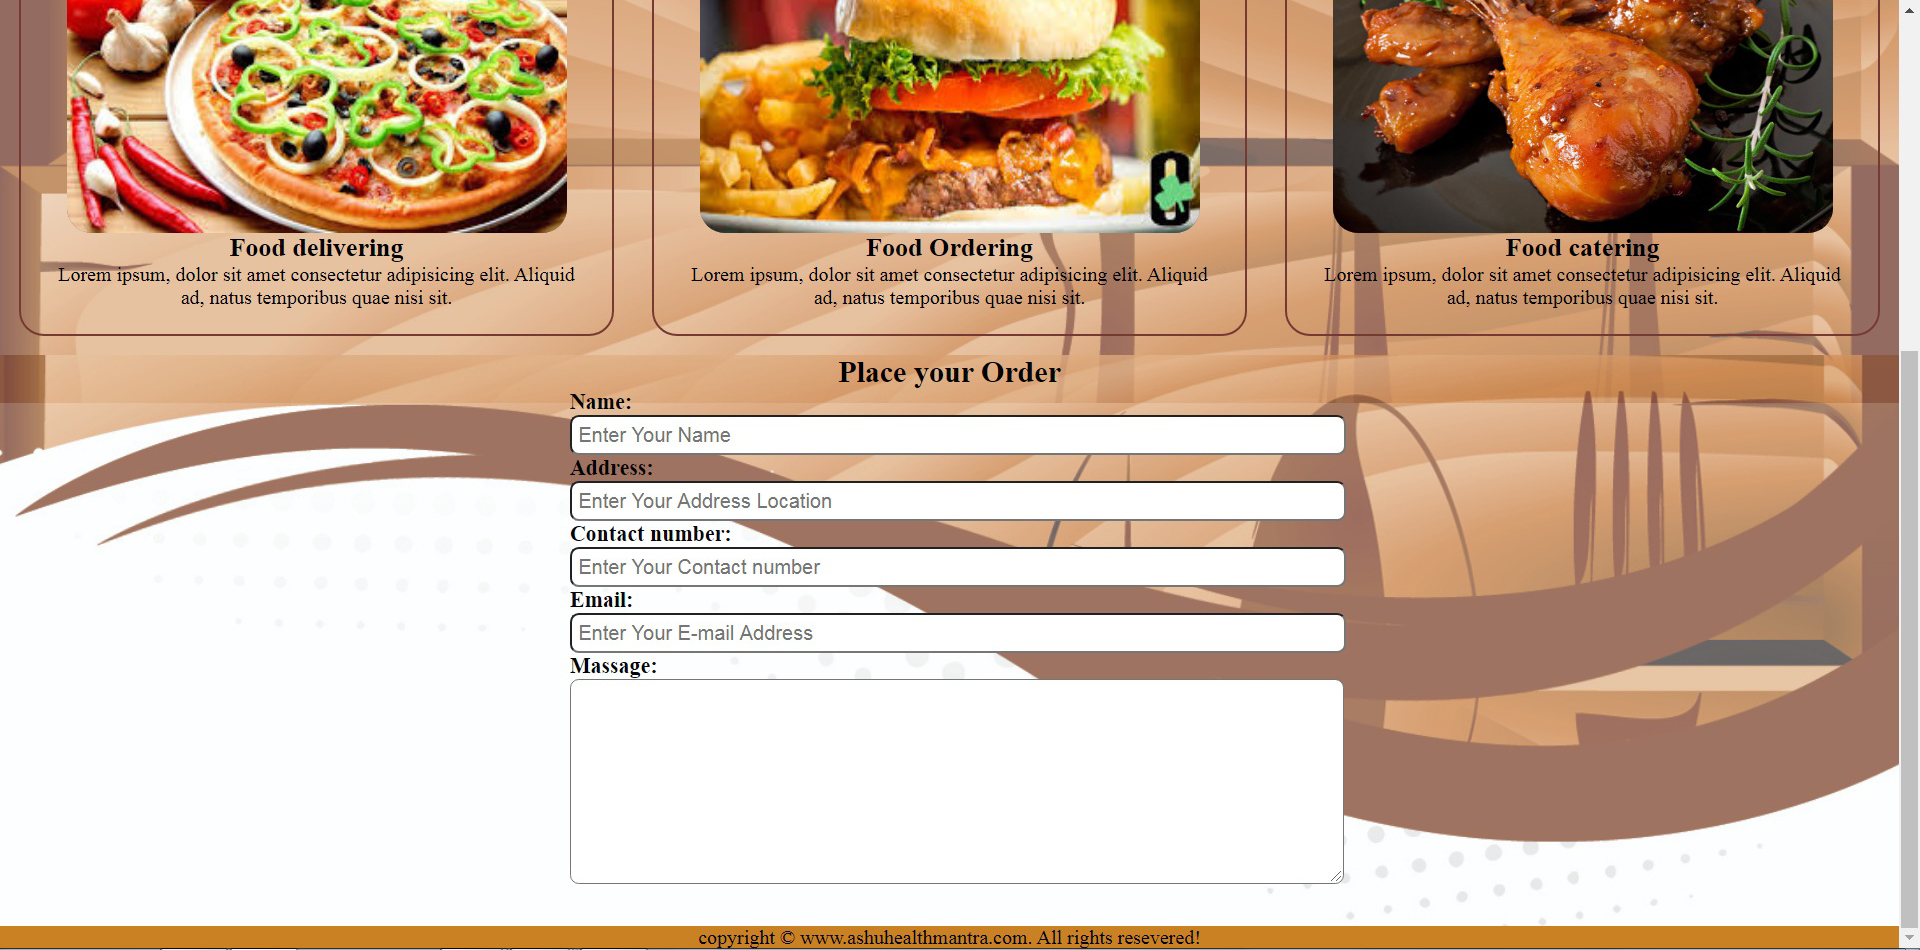 Food delivering
Lorem ipsum, dolor sit amet consectetur adipisicing elit. Aliquid
ad, natus temporibus quae nisi sit.
Food Ordering
Lorem ipsum, dolor sit amet consectetur adipisicing elit. Aliquid
ad, natus temporibus quae nisi sit.
Food catering
Lorem ipsum, dolor sit amet consectetur adipisicing elit. Aliquid
ad, natus temporibus quae nisi sit.
Place your Order
Name:
Enter Your Name
Address:
Enter Your Address Location
Contact number:
Enter Your Contact number
Email:
Enter Your E-mail Address
Massage:
copyright © www.ashuhealthmantra.com. All rights resevered!